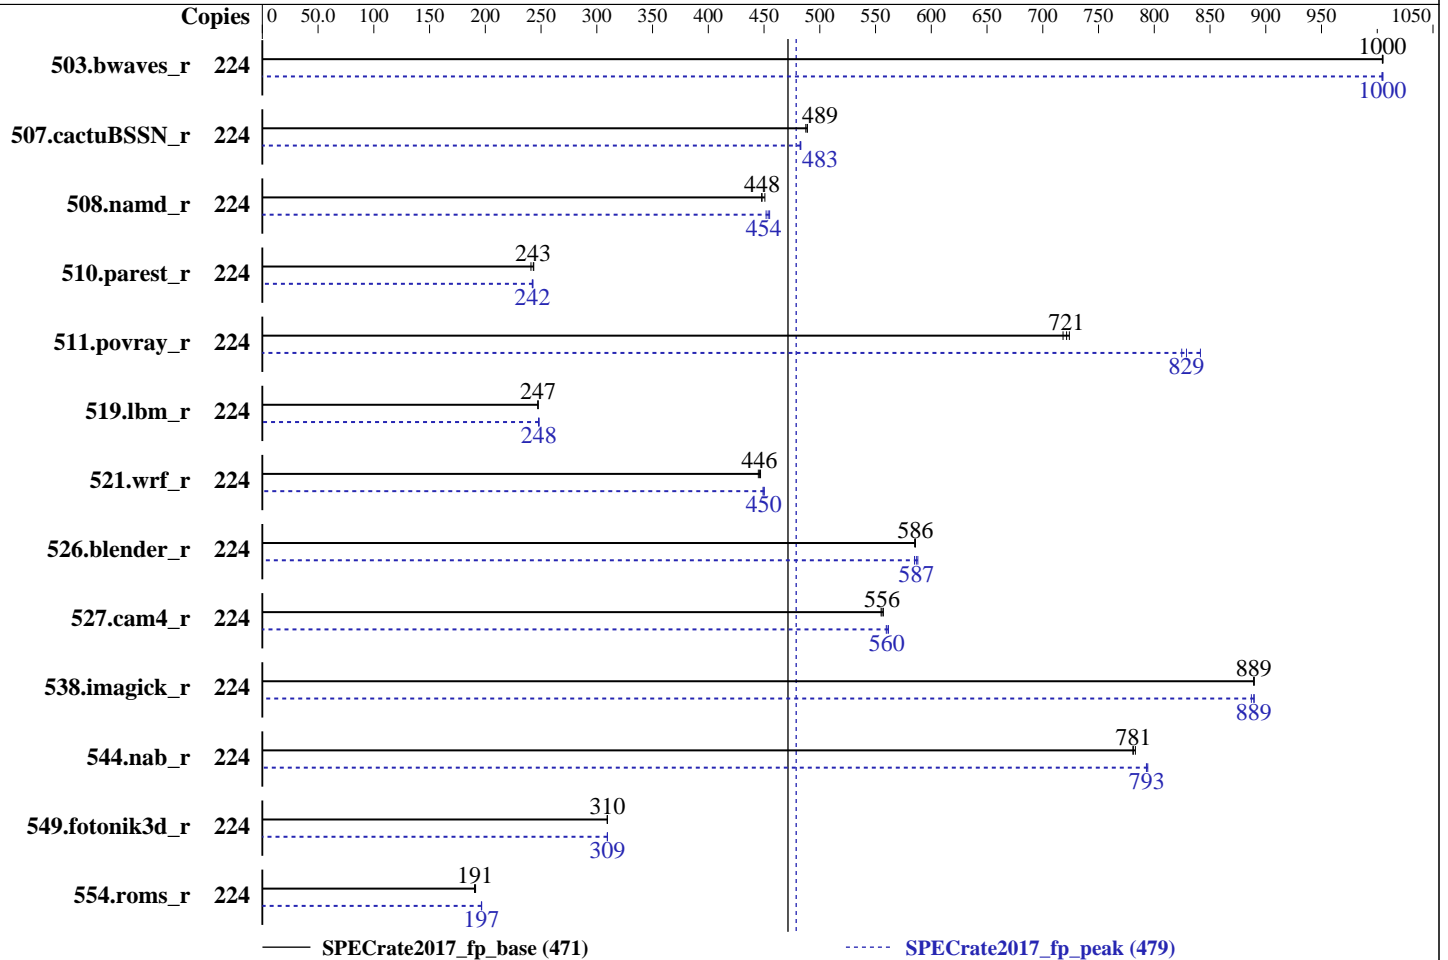 Copies 0 50.0 100 150 200 250 300 350 400 450 500 550 600 650 700 750 800 850 900 950 1050
503.bwaves_r 224 1000
1000
507.cactuBSSN_r 224 489
483
508.namd_r 224 448
454
510.parest_r 224 243
242
511.povray_r 224 721
829
519.lbm_r 224 247
248
521.wrf_r 224 446
450
526.blender_r 224 586
587
527.cam4_r 224 556
560
538.imagick_r 224 889
889
544.nab_r 224 781
793
549.fotonik3d_r 224 310
309
554.roms_r 224 191
197
SPECrate2017_fp_base (471) SPECrate2017_fp_peak (479)